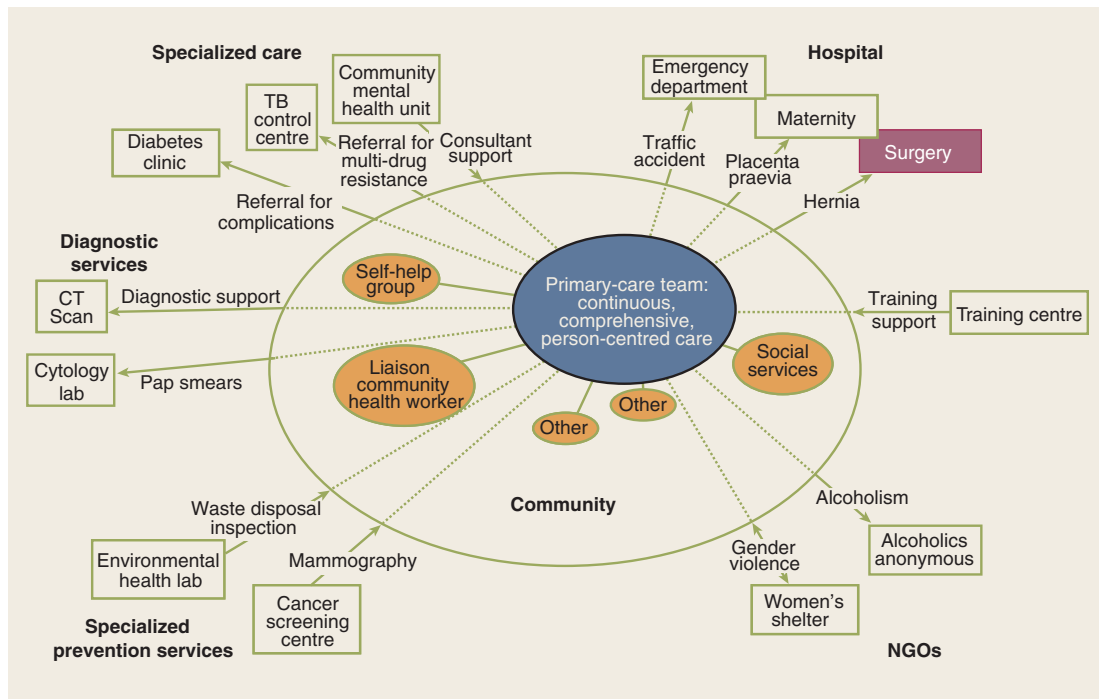 Specialized care
Hospital
Community
mental
health unit
Emergency
department
TB
control
centre
Maternity
Diabetes
clinic
Surgery
Referral for
multi-drug
resistance
Consultant
support
Traffic
accident
Placenta
praevia
Hernia
Referral for
complications
Diagnostic
services
CT
Scan
Diagnostic support
Self-help
group
Primary-care team:
continuous,
comprehensive,
person-centred care
Training
support
Training centre
Cytology
lab
Pap smears
Liaison
community
health worker
Social
services
Other
Other
Community
Waste disposal
inspection
Environmental
health lab
Mammography
Cancer
screening
centre
Specialized
prevention services
Alcoholism
Alcoholics
anonymous
Gender
violence
Women's
shelter
NGOs